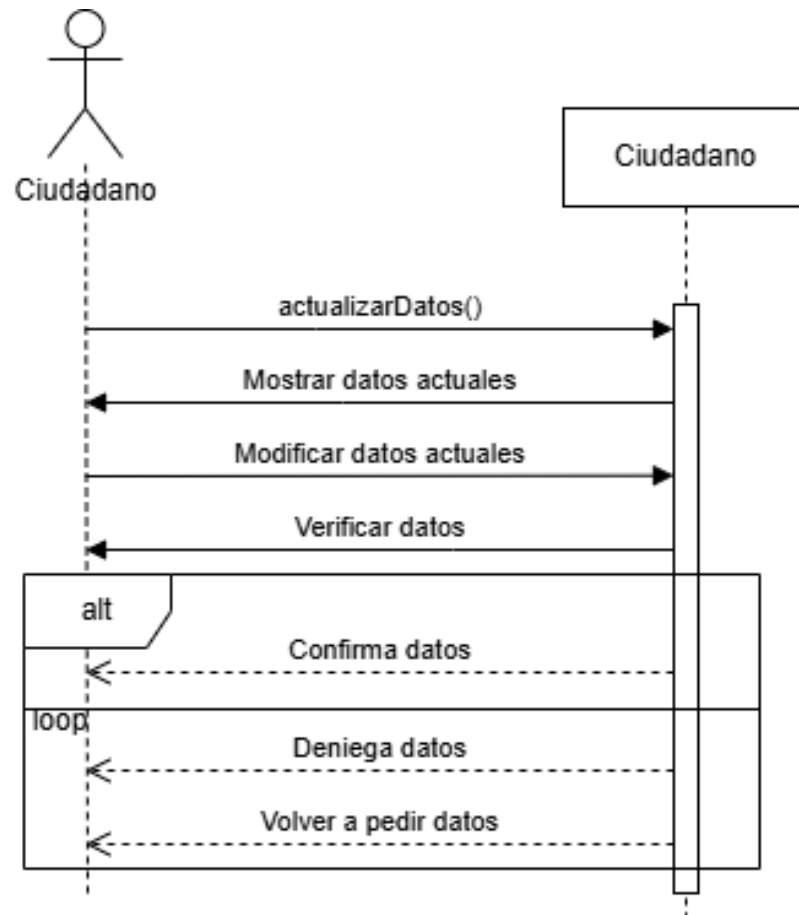 Ciudadano
Ciudadano
actualizarDatos()
Mostrar datos actuales
Modificar datos actuales
Verificar datos
alt
Confirma datos
loop
Deniega datos
Volver a pedir datos